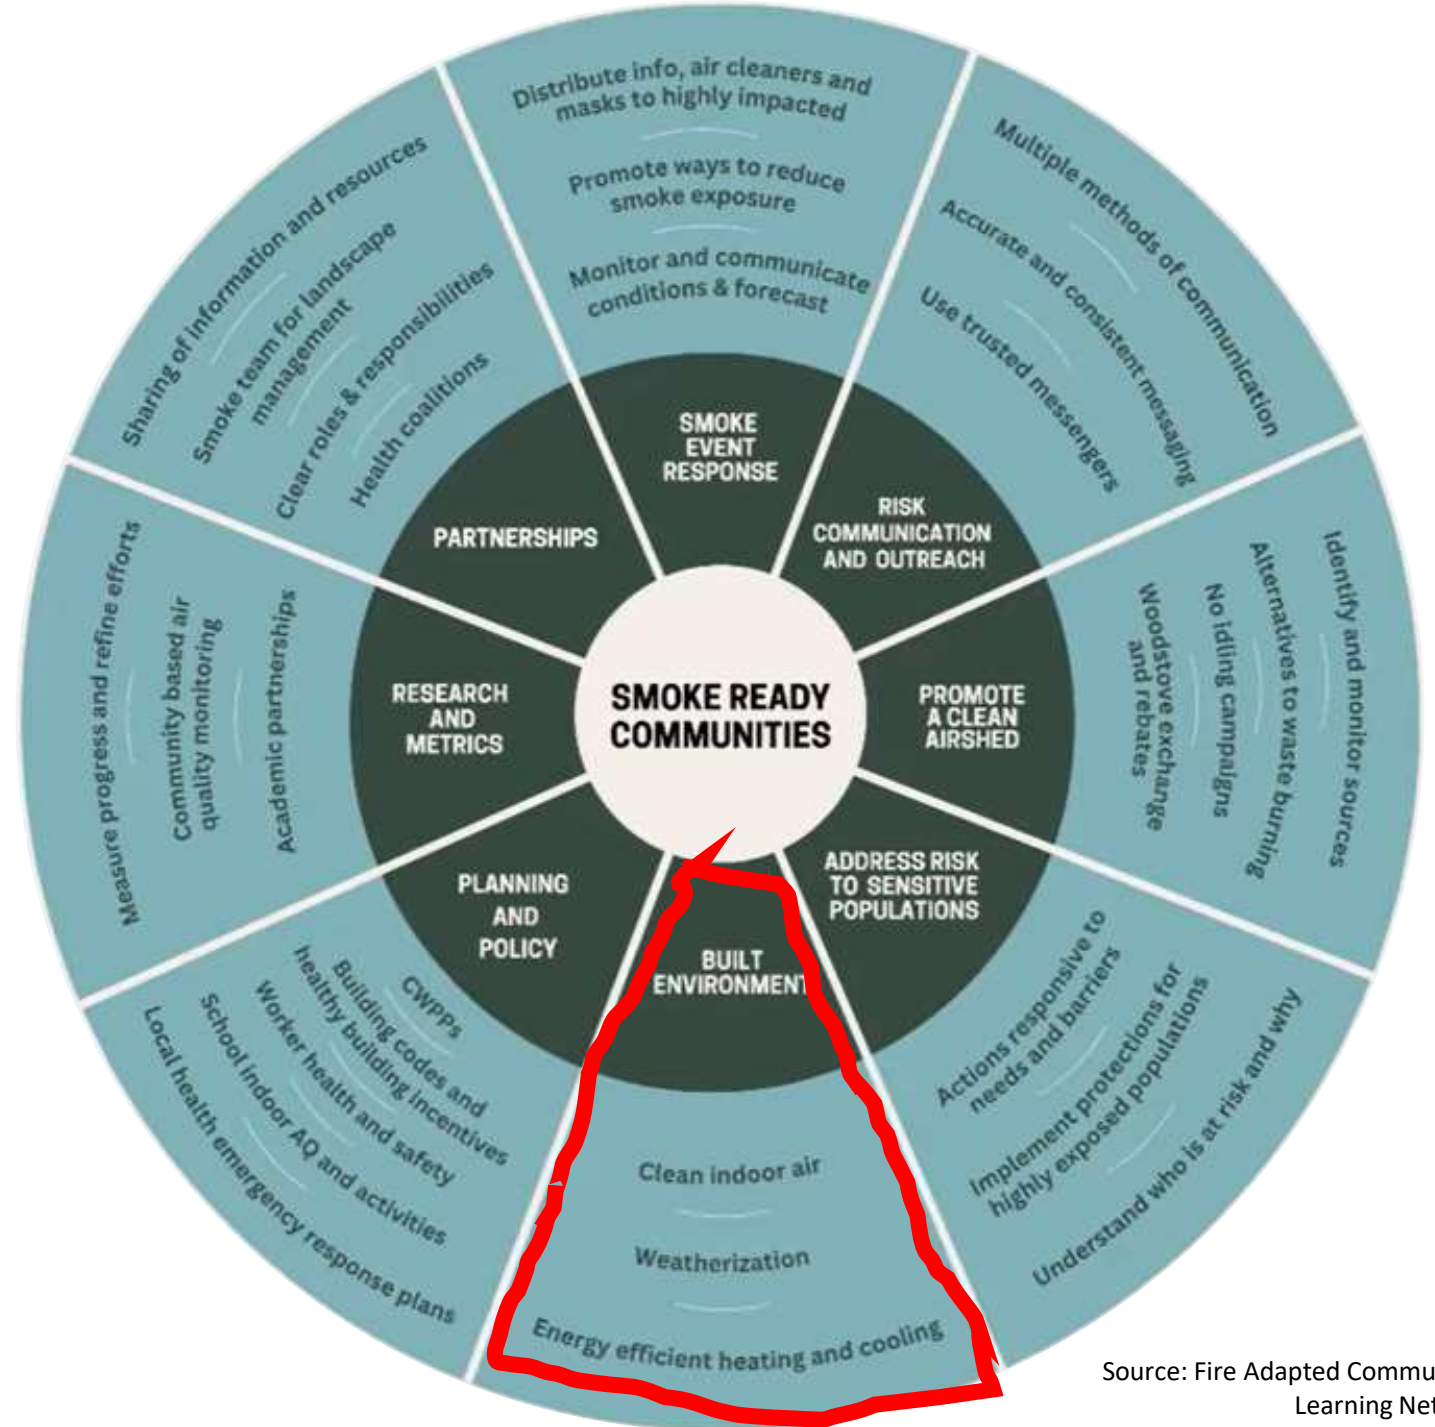 SMOKE READY
COMMUNITIES
SMOKE
EVENT
RESPONSE
Distribute info, air cleaners and
masks to highly impacted
Promote ways to reduce
smoke exposure
Monitor and communicate
conditions & forecast
RISK
COMMUNICATION
AND OUTREACH
Multiple methods of communication
Accurate and consistent messaging
Use trusted messengers
PROMOTE
A CLEAN
AIRSHED
Identify and monitor sources
Alternatives to waste burning
No idling campaigns
Woodstove exchange
and rebates
ADDRESS RISK
TO SENSITIVE
POPULATIONS
Actions responsive to
needs and barriers
Implement protections for
highly exposed populations
Understand who is at risk and why
BUILT
ENVIRONMENT
Clean indoor air
Weatherization
Energy efficient heating and cooling
PLANNING
AND
POLICY
CWPPs
Building codes and
healthy building incentives
Worker health and safety
School indoor AQ and activities
Local health emergency response plans
RESEARCH
AND
METRICS
Measure progress and refine efforts
Community based air
quality monitoring
Academic partnerships
PARTNERSHIPS
Sharing of information and resources
Smoke team for landscape
management
Clear roles & responsibilities
Health coalitions
Source: Fire Adapted Commu
Learning Net